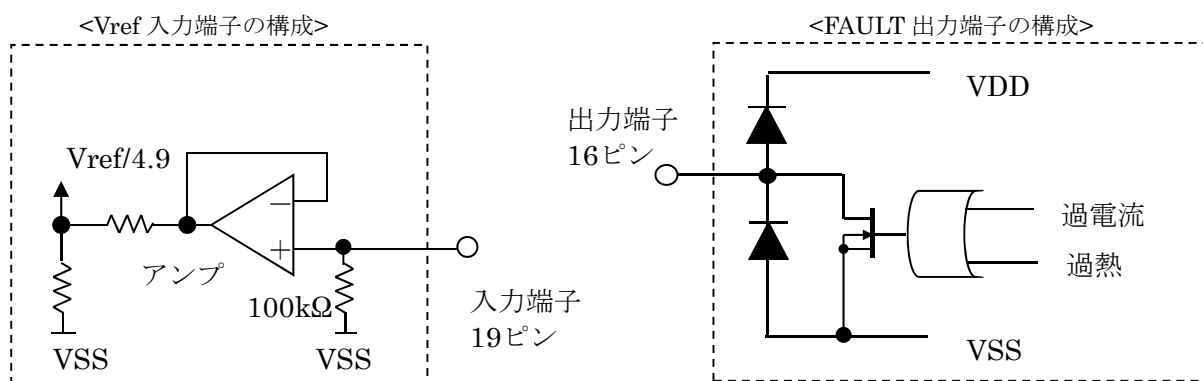 <Vref 入力端子の構成>
Vref/4.9
−
+
アンプ
100kΩ
VSS
VSS
入力端子
19ピン
<FAULT 出力端子の構成>
VDD
出力端子
16ピン
過電流
過熱
VSS